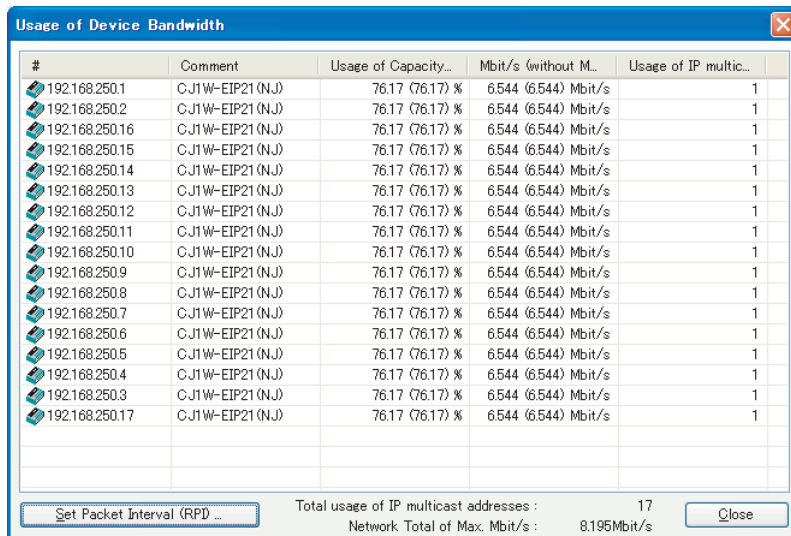 Usage of Device Bandwidth
# Comment Usage of Capacity... Mbit/s (without M... Usage of IP multic...
192.168.250.1 CJ1W-EIP21(NJ) 76.17 (76.17) % 6.544 (6.544) Mbit/s 1
192.168.250.2 CJ1W-EIP21(NJ) 76.17 (76.17) % 6.544 (6.544) Mbit/s 1
192.168.250.16 CJ1W-EIP21(NJ) 76.17 (76.17) % 6.544 (6.544) Mbit/s 1
192.168.250.15 CJ1W-EIP21(NJ) 76.17 (76.17) % 6.544 (6.544) Mbit/s 1
192.168.250.14 CJ1W-EIP21(NJ) 76.17 (76.17) % 6.544 (6.544) Mbit/s 1
192.168.250.13 CJ1W-EIP21(NJ) 76.17 (76.17) % 6.544 (6.544) Mbit/s 1
192.168.250.12 CJ1W-EIP21(NJ) 76.17 (76.17) % 6.544 (6.544) Mbit/s 1
192.168.250.11 CJ1W-EIP21(NJ) 76.17 (76.17) % 6.544 (6.544) Mbit/s 1
192.168.250.10 CJ1W-EIP21(NJ) 76.17 (76.17) % 6.544 (6.544) Mbit/s 1
192.168.250.9 CJ1W-EIP21(NJ) 76.17 (76.17) % 6.544 (6.544) Mbit/s 1
192.168.250.8 CJ1W-EIP21(NJ) 76.17 (76.17) % 6.544 (6.544) Mbit/s 1
192.168.250.7 CJ1W-EIP21(NJ) 76.17 (76.17) % 6.544 (6.544) Mbit/s 1
192.168.250.6 CJ1W-EIP21(NJ) 76.17 (76.17) % 6.544 (6.544) Mbit/s 1
192.168.250.5 CJ1W-EIP21(NJ) 76.17 (76.17) % 6.544 (6.544) Mbit/s 1
192.168.250.4 CJ1W-EIP21(NJ) 76.17 (76.17) % 6.544 (6.544) Mbit/s 1
192.168.250.3 CJ1W-EIP21(NJ) 76.17 (76.17) % 6.544 (6.544) Mbit/s 1
192.168.250.17 CJ1W-EIP21(NJ) 76.17 (76.17) % 6.544 (6.544) Mbit/s 1
Set Packet Interval (RPI) ...
Total usage of IP multicast addresses : 17
Network Total of Max. Mbit/s : 8.195Mbit/s
Close